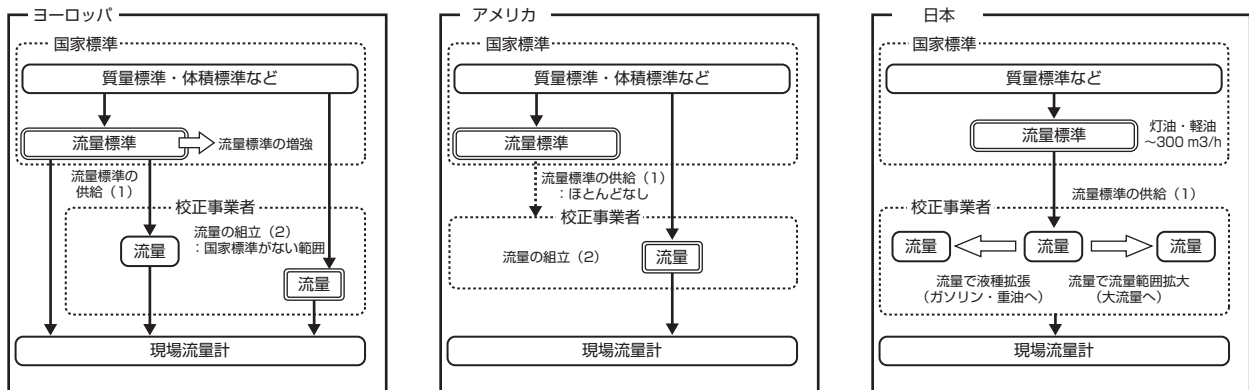 ヨーロッパ
国家標準
質量標準・体積標準など
流量標準
流量標準の増強
流量標準の
供給（1）
校正事業者
流量の組立（2）
：国家標準がない範囲
流量
流量
現場流量計
アメリカ
国家標準
質量標準・体積標準など
流量標準
流量標準の供給（1）
：ほとんどなし
校正事業者
流量の組立（2）
流量
現場流量計
日本
国家標準
質量標準など
流量標準
灯油・軽油
～300 m3/h
流量標準の供給（1）
校正事業者
流量
流量
流量
流量で液種拡張
（ガソリン・重油へ）
流量で流量範囲拡大
（大流量へ）
現場流量計